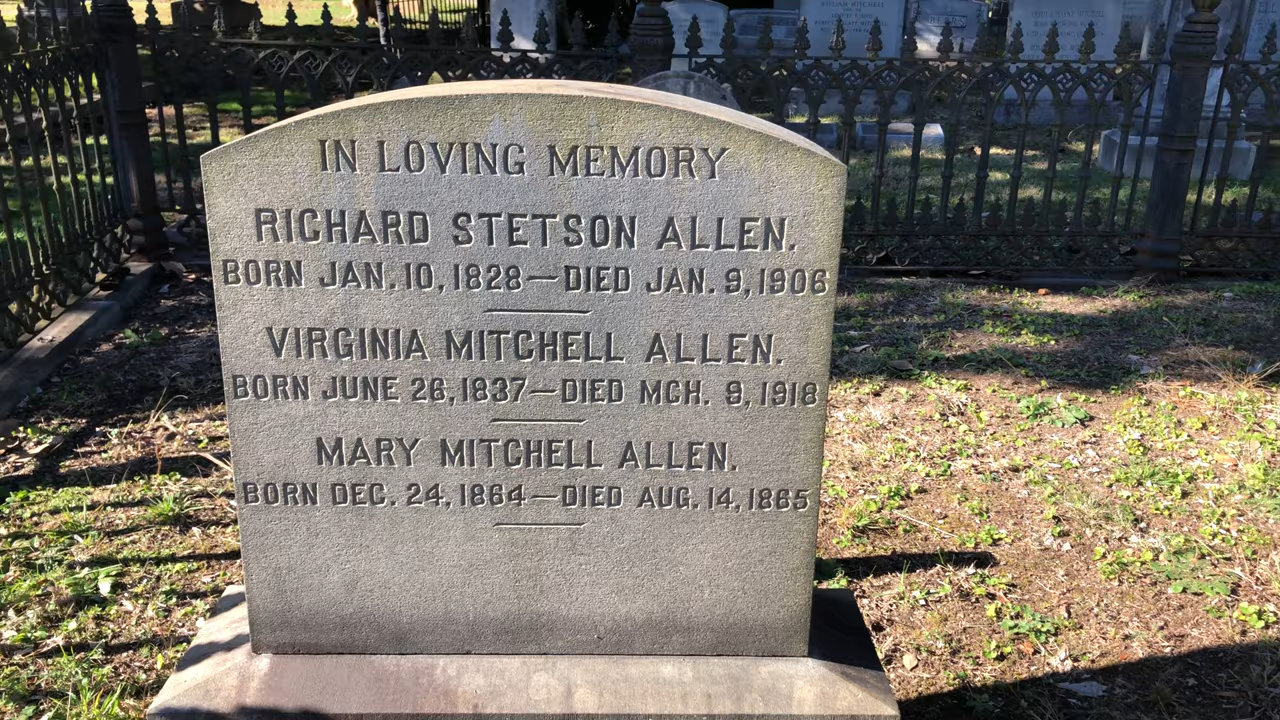 IN LOVING MEMORY
RICHARD STETSON ALLEN.
BORN JAN. 10, 1828—DIED JAN. 9, 1906
VIRGINIA MITCHELL ALLEN.
BORN JUNE 26, 1837—DIED MCH. 9, 1918
MARY MITCHELL ALLEN.
BORN DEC. 24, 1864—DIED AUG. 14, 1865